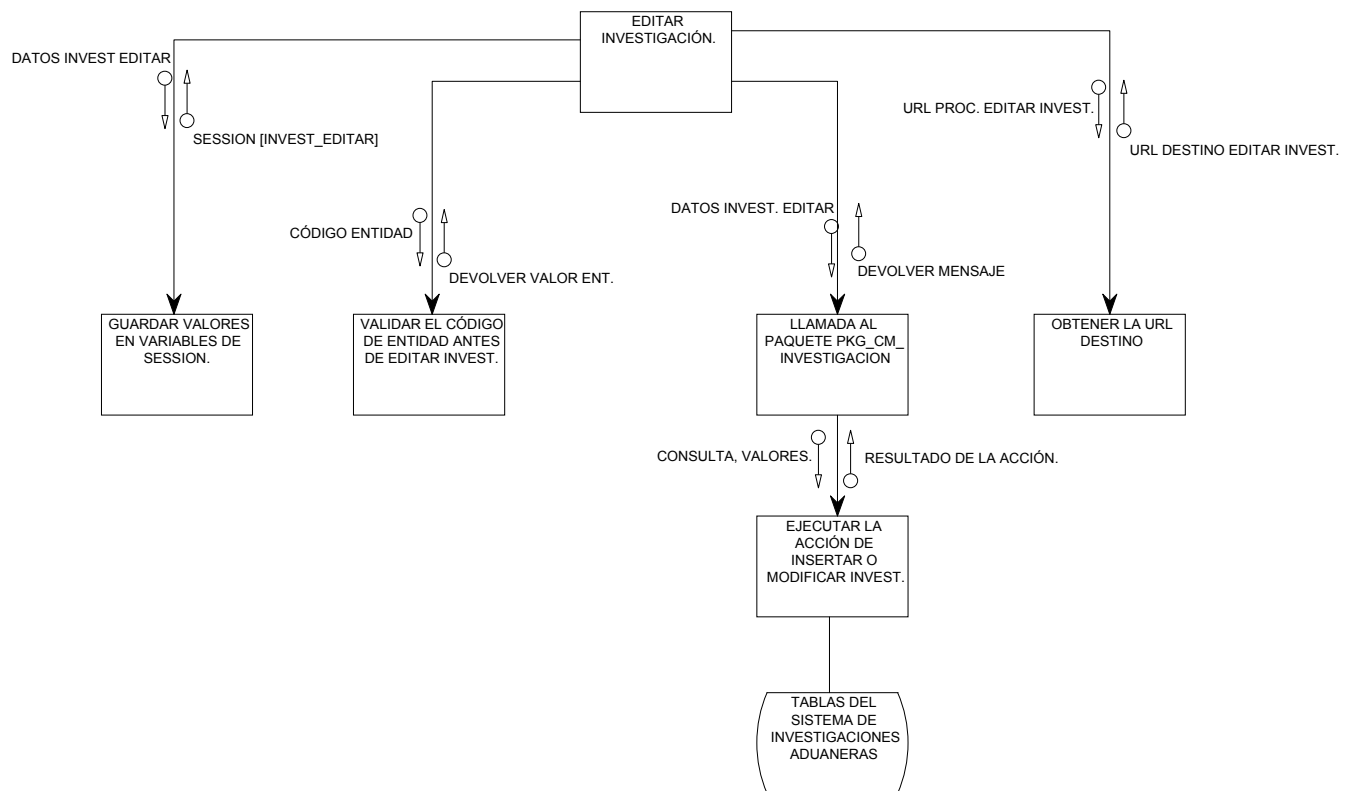 EDITAR
INVESTIGACIÓN.
DATOS INVEST EDITAR
SESSION [INVEST_EDITAR]
URL PROC. EDITAR INVEST.
URL DESTINO EDITAR INVEST.
CÓDIGO ENTIDAD
DEVOLVER VALOR ENT.
DATOS INVEST. EDITAR
DEVOLVER MENSAJE
GUARDAR VALORES
EN VARIABLES DE
SESSION.
VALIDAR EL CÓDIGO
DE ENTIDAD ANTES
DE EDITAR INVEST.
LLAMADA AL
PAQUETE PKG_CM_
INVESTIGACION
OBTENER LA URL
DESTINO
CONSULTA, VALORES.
RESULTADO DE LA ACCIÓN.
EJECUTAR LA
ACCIÓN DE
INSERTAR O
MODIFICAR INVEST.
TABLAS DEL
SISTEMA DE
INVESTIGACIONES
ADUANERAS